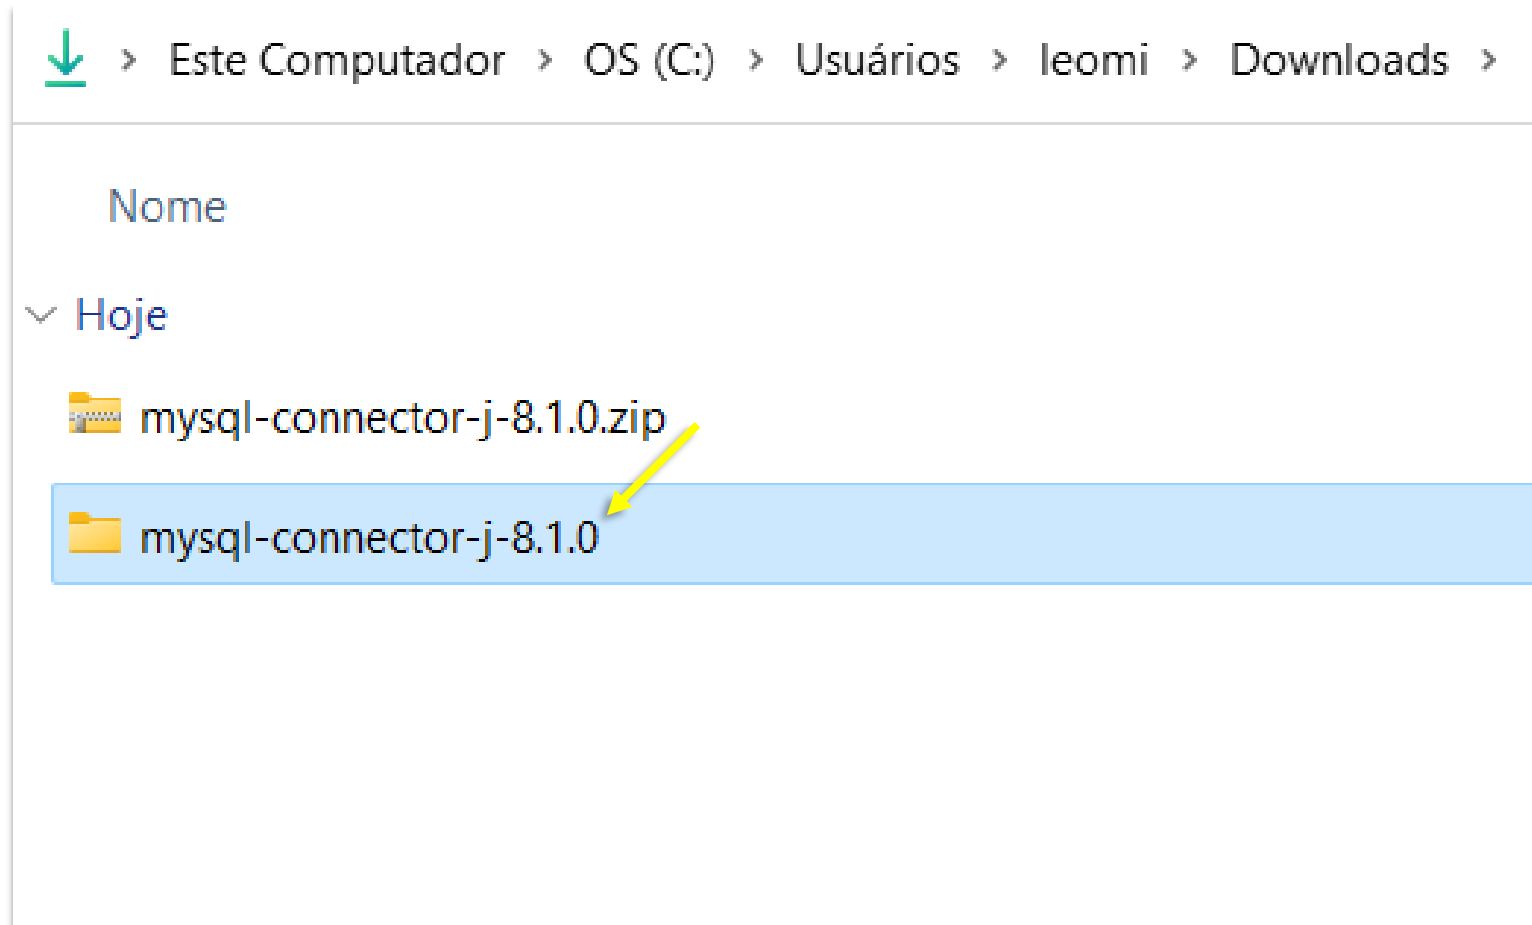 Este Computador > OS (C:) > Usuários > leomi > Downloads >
Nome
Hoje
mysql-connector-j-8.1.0.zip
mysql-connector-j-8.1.0